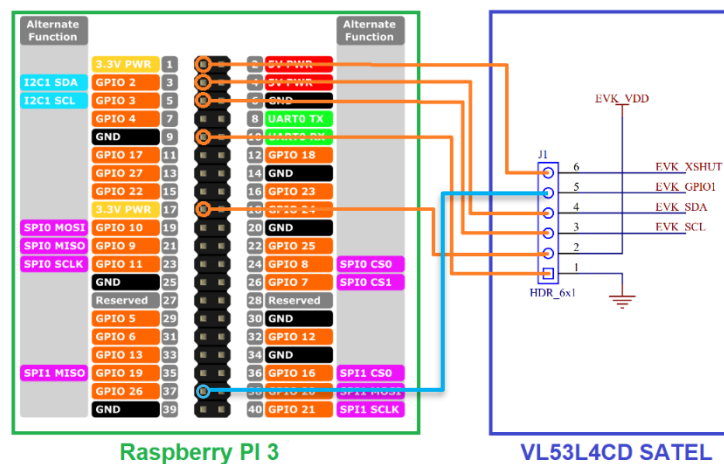 Alternate Function
Alternate Function
3.3V PWR 1 2 5V PWR
I2C1 SDA GPIO 2 3 4 5V PWR
I2C1 SCL GPIO 3 5 6 GND
GPIO 4 7 8 UART0 TX
GND 9 10 UART0 RX
GPIO 17 11 12 GPIO 18
GPIO 27 13 14 GND
GPIO 22 15 16 GPIO 23
3.3V PWR 17 18 GPIO 24
SPI0 MOSI GPIO 10 19 20 GND
SPI0 MISO GPIO 9 21 22 GPIO 25
SPI0 SCLK GPIO 11 23 24 GPIO 8 SPI0 CS0
GND 25 26 GPIO 7 SPI0 CS1
Reserved 27 28 Reserved
GPIO 5 29 30 GND
GPIO 6 31 32 GPIO 12
GPIO 13 33 34 GND
SPI1 MISO GPIO 19 35 36 GPIO 16 SPI1 CS0
GPIO 26 37 38 GPIO 20 SPI1 MOSI
GND 39 40 GPIO 21 SPI1 SCLK
Raspberry PI 3
EVK_VDD
J1
6 EVK_XSHUT
5 EVK_GPIO1
4 EVK_SDA
3 EVK_SCL
2
1
HDR_6x1
VL53L4CD SATEL